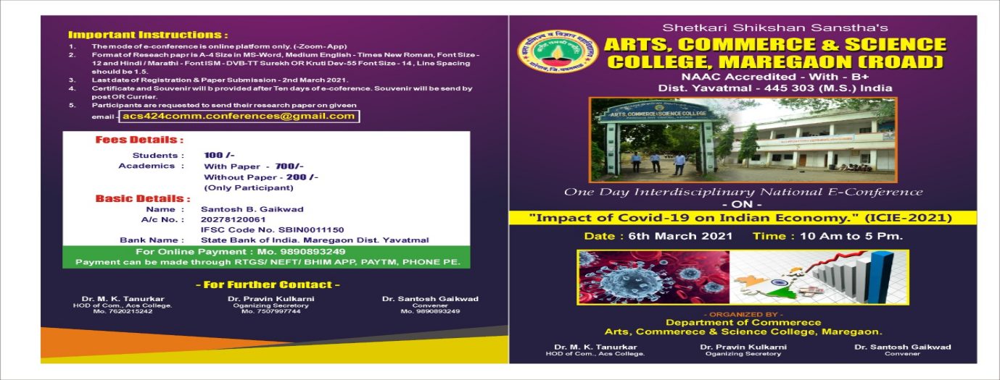 Important Instructions :
1. The mode of e-conference is online platform only. (-Zoom-App)
2. Format of Reseach papr is A-4 Size in MS-Word, Medium English - Times New Roman, Font Size -
12 and Hindi / Marathi - Font ISM - DVB-TT Surekh OR Kruti Dev-55 Font Size - 14 , Line Spacing
should be 1.5.
3. Last date of Registration & Paper Submission - 2nd March 2021.
4. Certificate and Souvenir will b provided after Ten days of e-coference. Souvenir will be send by
post OR Currier.
5. Participants are requested to send their research paper on giveen
email - acs424comm.conferences@gmail.com
Fees Details :
Students : 100 /-
Academics : With Paper - 700/-
Without Paper - 200 /-
(Only Participant)
Basic Details :
Name : Santosh B. Gaikwad
A/c No. : 20278120061
IFSC Code No. SBIN0011150
Bank Name : State Bank of India. Maregaon Dist. Yavatmal
For Online Payment : Mo. 9890893249
Payment can be made through RTGS/ NEFT/ BHIM APP, PAYTM, PHONE PE.
- For Further Contact -
Dr. M. K. Tanurkar
HOD of Com., Acs College.
Mo. 7620215242
Dr. Pravin Kulkarni
Oganizing Secretory
Mo. 7507997744
Dr. Santosh Gaikwad
Convener
Mo. 9890893249
Shetkari Shikshan Sanstha's
ARTS, COMMERCE & SCIENCE
COLLEGE, MAREGAON (ROAD)
NAAC Accredited - With - B+
Dist. Yavatmal - 445 303 (M.S.) India
ARTS, COMMERCE & SCIENCE COLLEGE
One Day Interdisciplinary National E-Conference
- ON -
"Impact of Covid-19 on Indian Economy." (ICIE-2021)
Date : 6th March 2021 Time : 10 Am to 5 Pm.
- ORGANIZED BY -
Department of Commerece
Arts, Commerece & Science College, Maregaon.
Dr. M. K. Tanurkar
HOD of Com., Acs College.
Dr. Pravin Kulkarni
Oganizing Secretory
Dr. Santosh Gaikwad
Convener